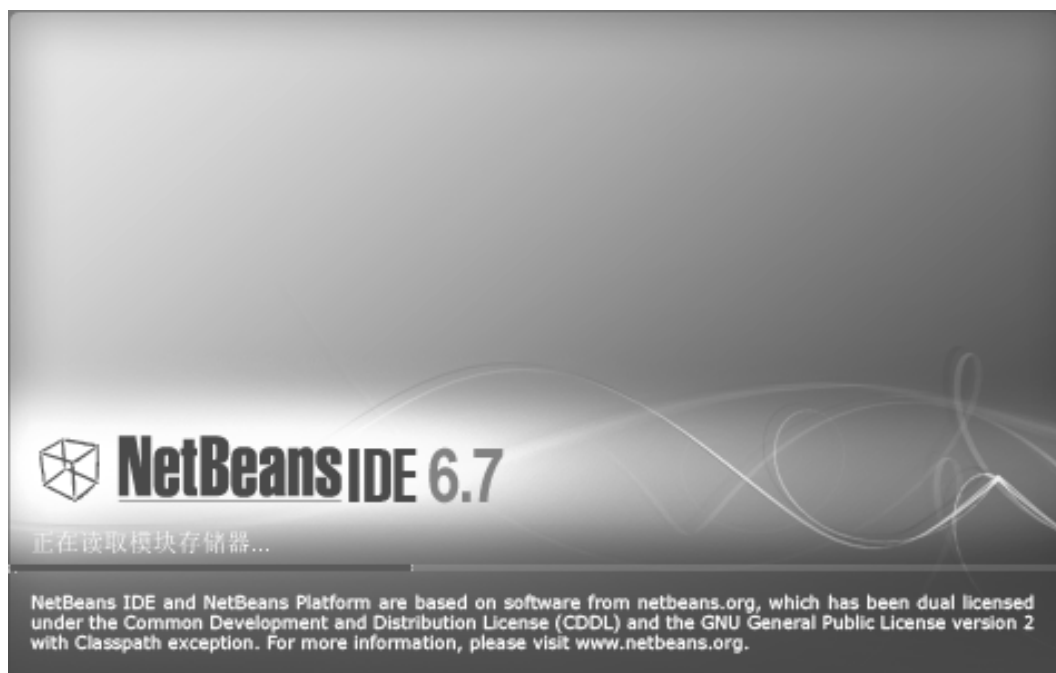 NetBeans IDE 6.7
正在读取模块存储器...
NetBeans IDE and NetBeans Platform are based on software from netbeans.org, which has been dual licensed
under the Common Development and Distribution License (CDDL) and the GNU General Public License version 2
with Classpath exception. For more information, please visit www.netbeans.org.